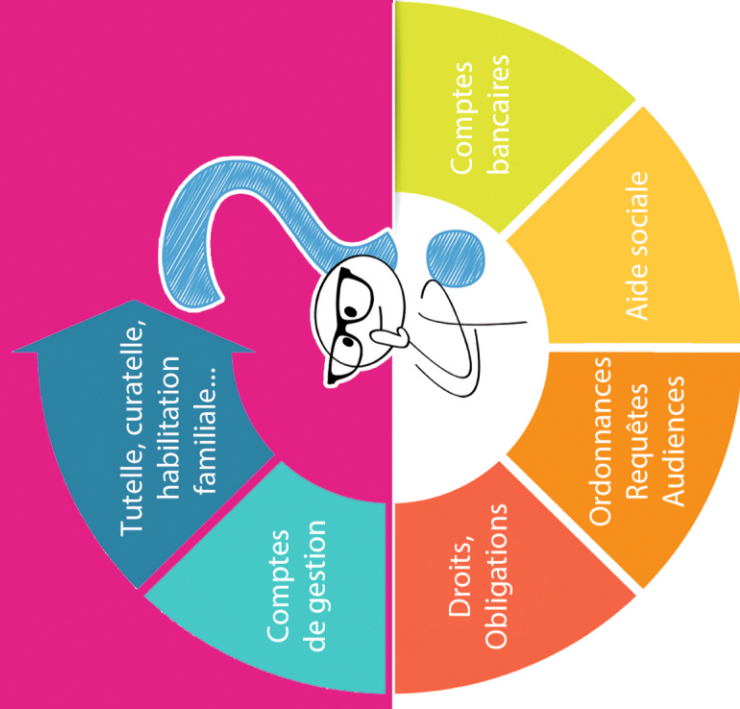 Comptes
bancaires
Aide sociale
Ordonnances
Requêtes
Audiences
Droits,
Obligations
Comptes
de gestion
Tutelle, curatelle,
habilitation
familiale...